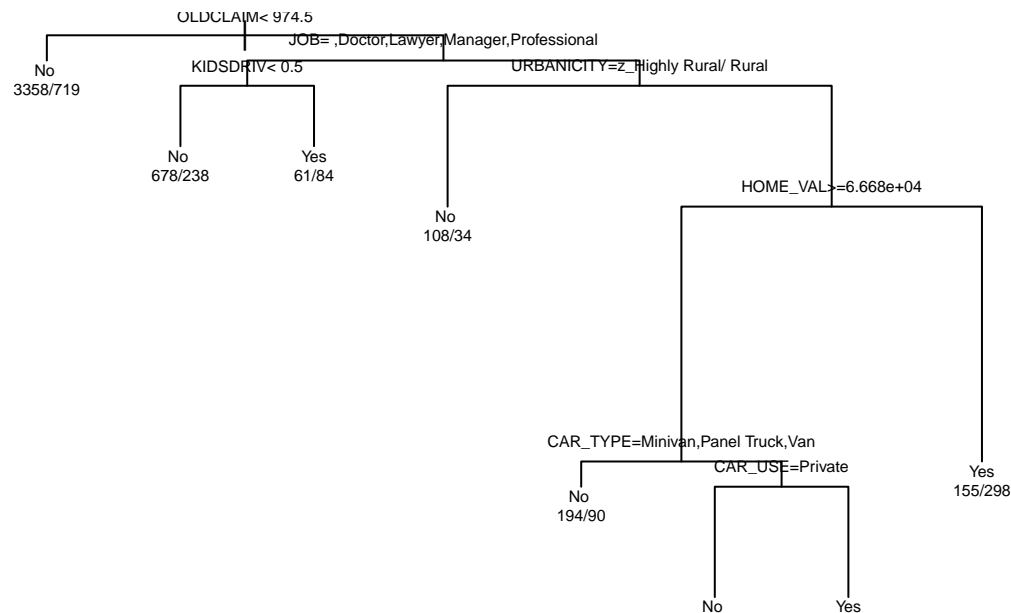 OLDCLAIM< 974.5
JOB= ,Doctor,Lawyer,Manager,Professional
No
3358/719
KIDSDRIV< 0.5
URBANICITY=z_Highly Rural/ Rural
No
678/238
Yes
61/84
HOME_VAL>=6.668e+04
No
108/34
CAR_TYPE=Minivan,Panel Truck,Van
CAR_USE=Private
No
194/90
Yes
155/298
No
Yes